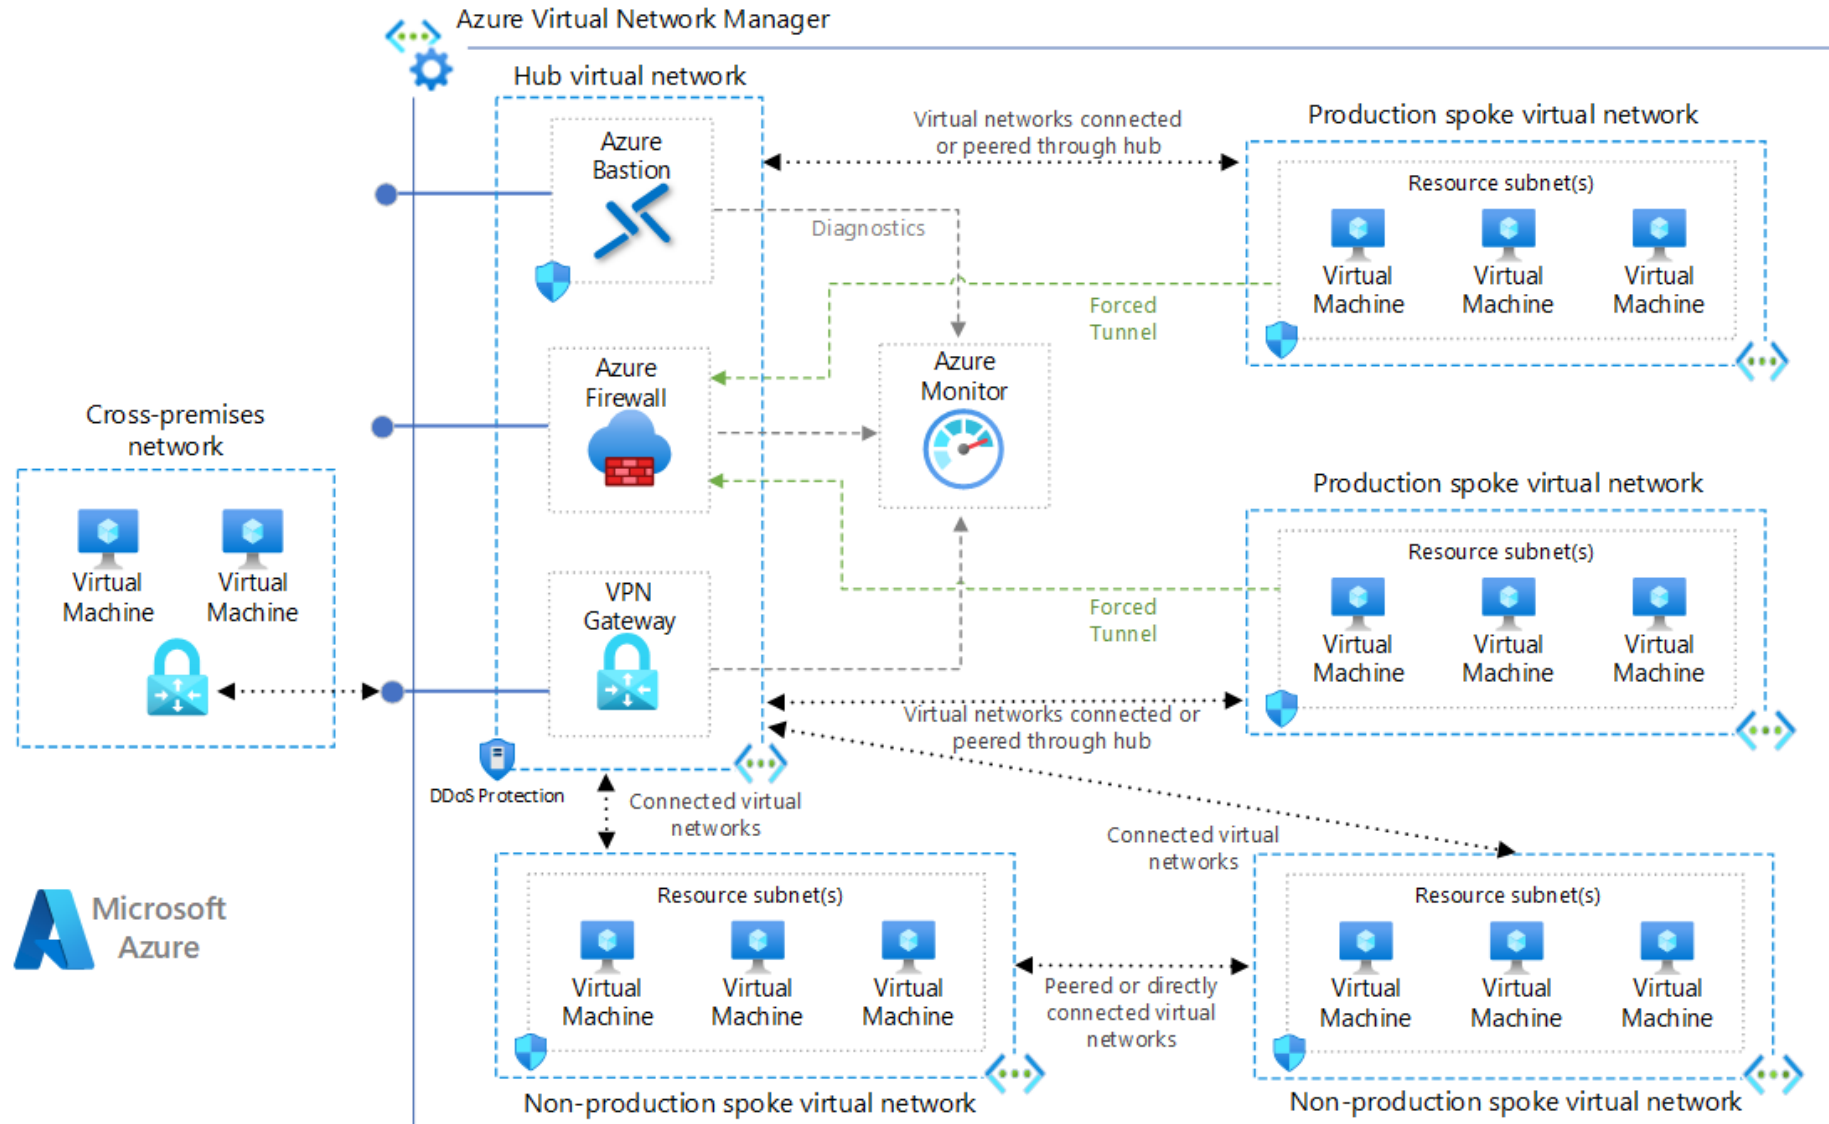 Azure Virtual Network Manager
Hub virtual network
Azure
Bastion
Virtual networks connected
or peered through hub
Production spoke virtual network
Resource subnet(s)
Virtual
Machine
Virtual
Machine
Virtual
Machine
Diagnostics
Forced
Tunnel
Azure
Firewall
Azure
Monitor
Cross-premises
network
Virtual
Machine
Virtual
Machine
Production spoke virtual network
Resource subnet(s)
Virtual
Machine
Virtual
Machine
Virtual
Machine
VPN
Gateway
Forced
Tunnel
Virtual networks connected or
peered through hub
DDoS Protection
Connected virtual
networks
Connected virtual
networks
Microsoft
Azure
Resource subnet(s)
Virtual
Machine
Virtual
Machine
Virtual
Machine
Non-production spoke virtual network
Peered or directly
connected virtual
networks
Resource subnet(s)
Virtual
Machine
Virtual
Machine
Virtual
Machine
Non-production spoke virtual network